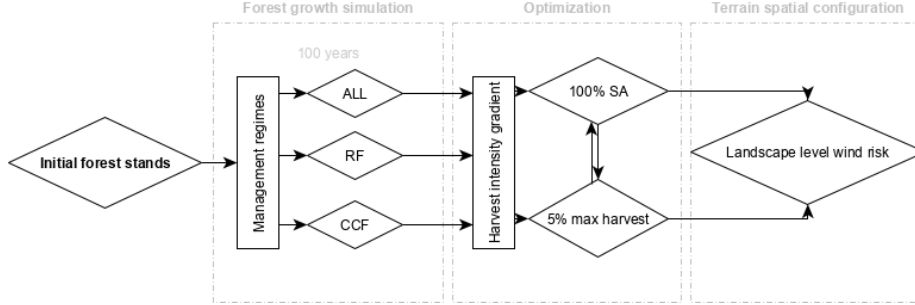 Forest growth simulation
Optimization
Terrain spatial configuration
100 years
Initial forest stands
Management regimes
ALL
RF
CCF
Harvest intensity gradient
100% SA
5% max harvest
Landscape level wind risk